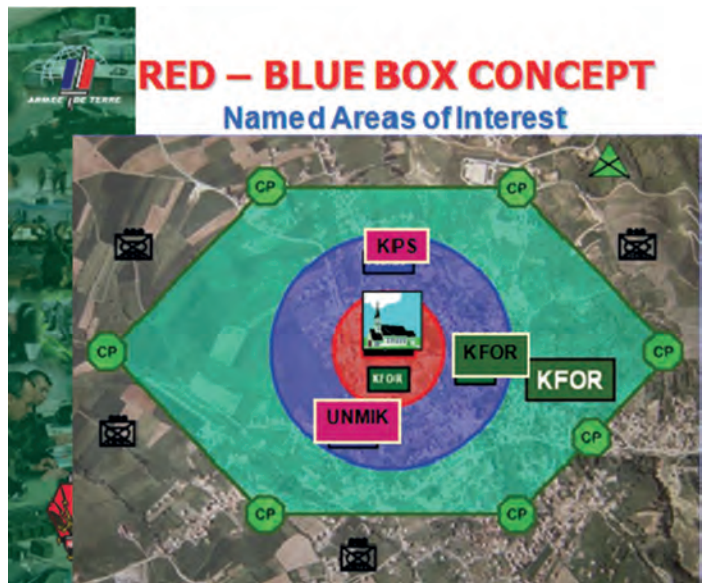 RED – BLUE BOX CONCEPT
ARMÉE DE TERRE
Named Areas of Interest
CP
CP
KPS
CP
KFOR
CP
KFOR
KFOR
UNMIK
CP
CP
CP